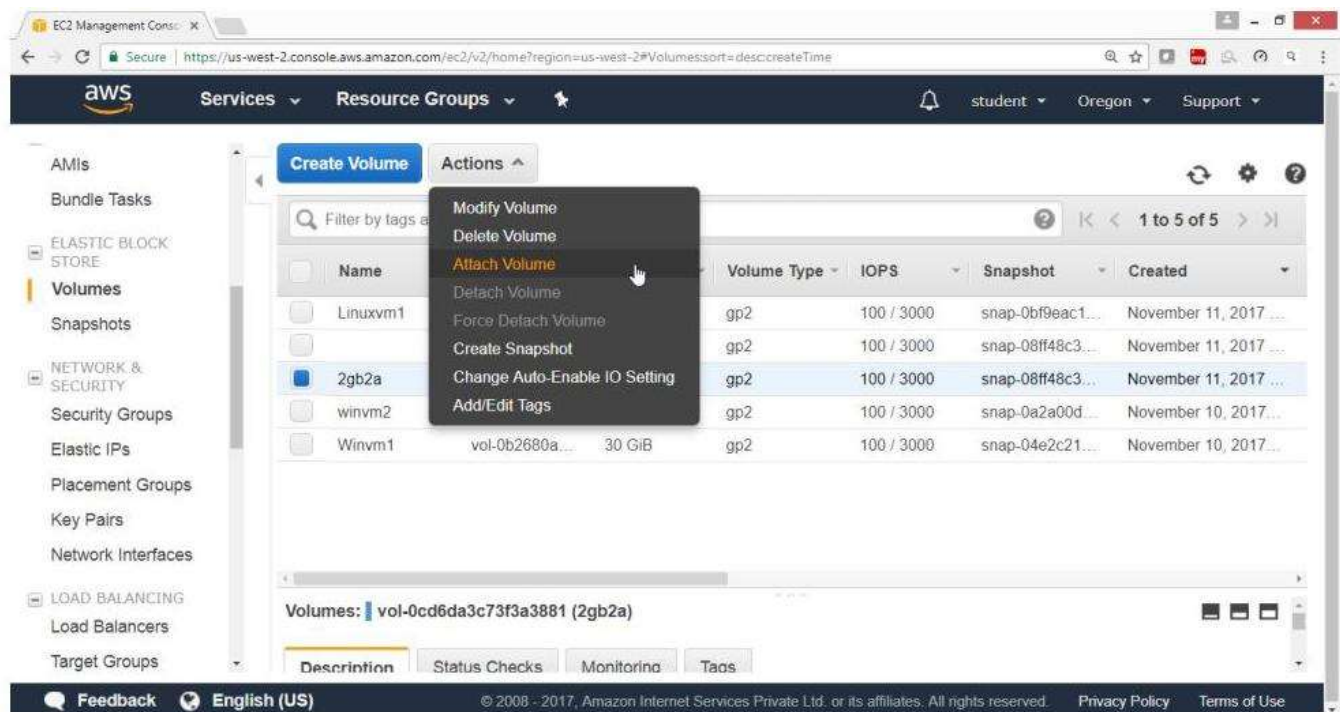 EC2 Management Conso
Secure | https://us-west-2.console.aws.amazon.com/ec2/v2/home?region=us-west-2#Volumes:sort=desc:createTime
aws Services Resource Groups student Oregon Support
AMIs
Bundle Tasks
ELASTIC BLOCK
STORE
Volumes
Snapshots
NETWORK &
SECURITY
Security Groups
Elastic IPs
Placement Groups
Key Pairs
Network Interfaces
LOAD BALANCING
Load Balancers
Target Groups
Create Volume Actions
Filter by tags a 1 to 5 of 5
Modify Volume
Delete Volume
Attach Volume
Detach Volume
Force Detach Volume
Create Snapshot
Change Auto-Enable IO Setting
Add/Edit Tags
Name Volume Type IOPS Snapshot Created
Linuxvm1 gp2 100 / 3000 snap-0bf9eac1... November 11, 2017 ...
gp2 100 / 3000 snap-08ff48c3... November 11, 2017 ...
2gb2a gp2 100 / 3000 snap-08ff48c3... November 11, 2017 ...
winvm2 gp2 100 / 3000 snap-0a2a00d... November 10, 2017...
Winvm1 vol-0b2680a... 30 GiB gp2 100 / 3000 snap-04e2c21... November 10, 2017...
Volumes: vol-0cd6da3c73f3a3881 (2gb2a)
Description Status Checks Monitoring Tags
Feedback English (US) © 2008 - 2017, Amazon Internet Services Private Ltd. or its affiliates. All rights reserved. Privacy Policy Terms of Use